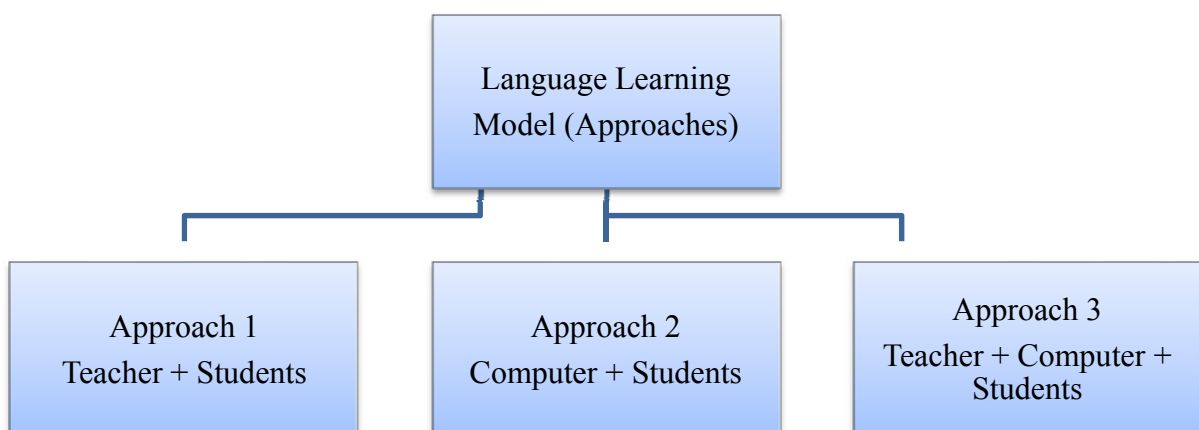 Language Learning
Model (Approaches)
Approach 1
Teacher + Students
Approach 2
Computer + Students
Approach 3
Teacher + Computer +
Students